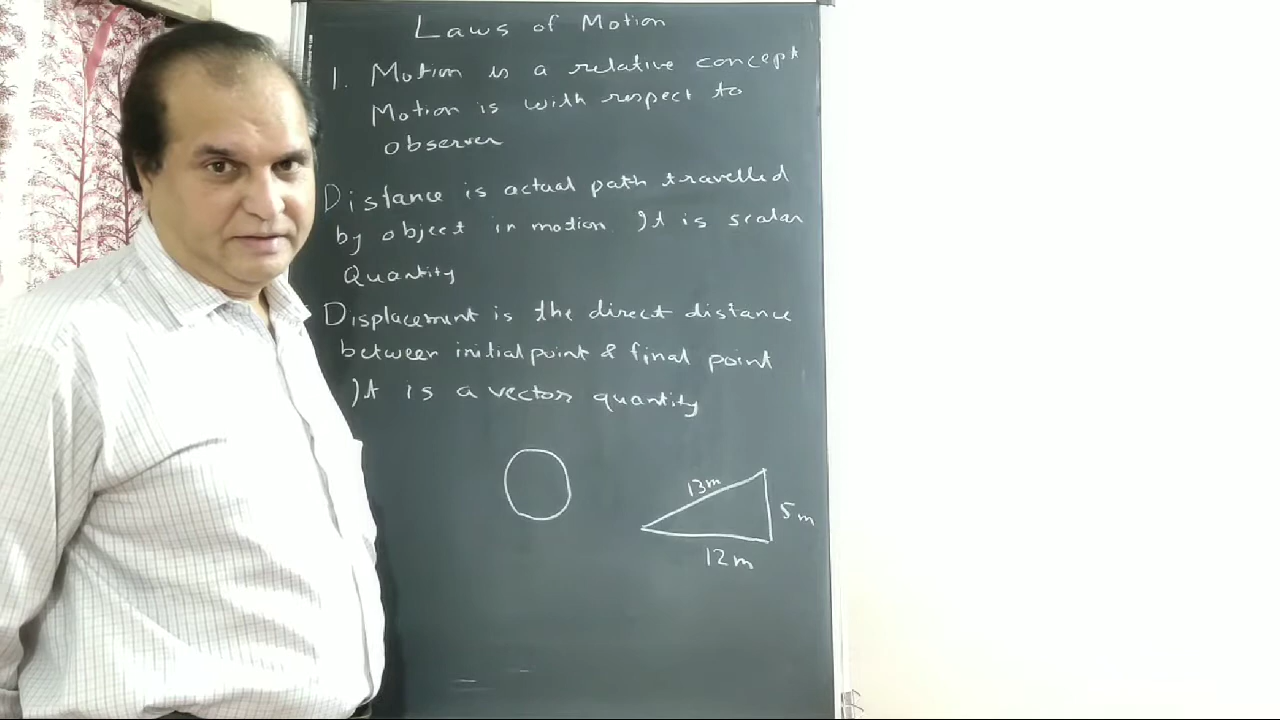 Laws of Motion
1. Motion is a relative concept
Motion is with respect to
observer
Distance is actual path travelled
by object in motion. It is scalar
Quantity
Displacement is the direct distance
between initial point & final point
It is a vector quantity
13m
5m
12m